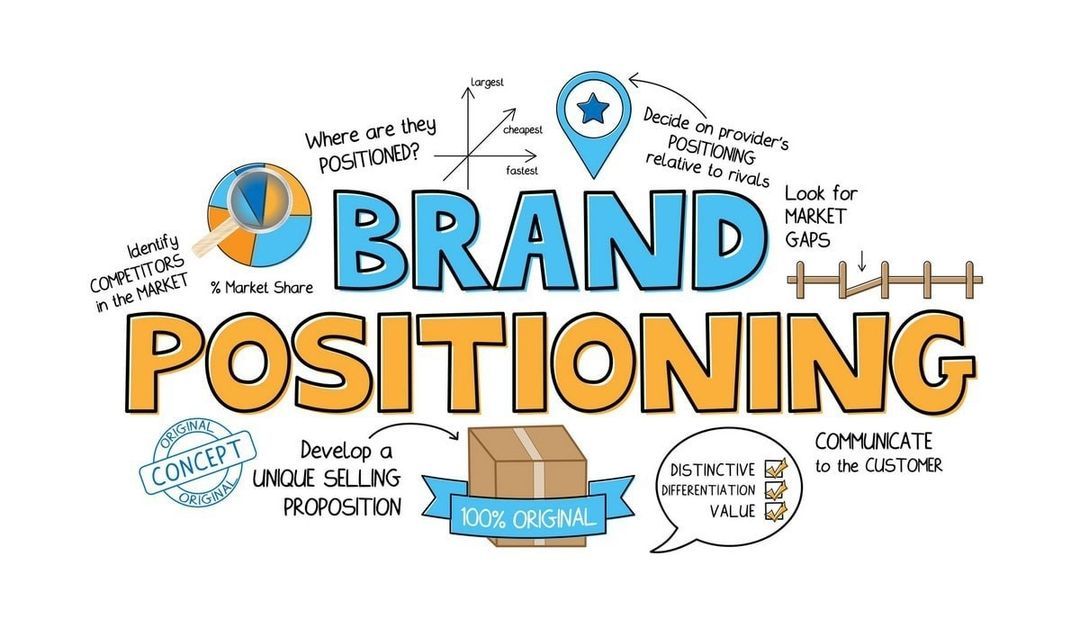 largest
Where are they
POSITIONED?
cheapest
fastest
Decide on provider's
POSITIONING
relative to rivals
Look for
MARKET
GAPS
Identify
COMPETITORS
in the MARKET
% Market Share
BRAND
POSITIONING
ORIGINAL
CONCEPT
ORIGINAL
Develop a
UNIQUE SELLING
PROPOSITION
100% ORIGINAL
DISTINCTIVE
DIFFERENTIATION
VALUE
COMMUNICATE
to the CUSTOMER